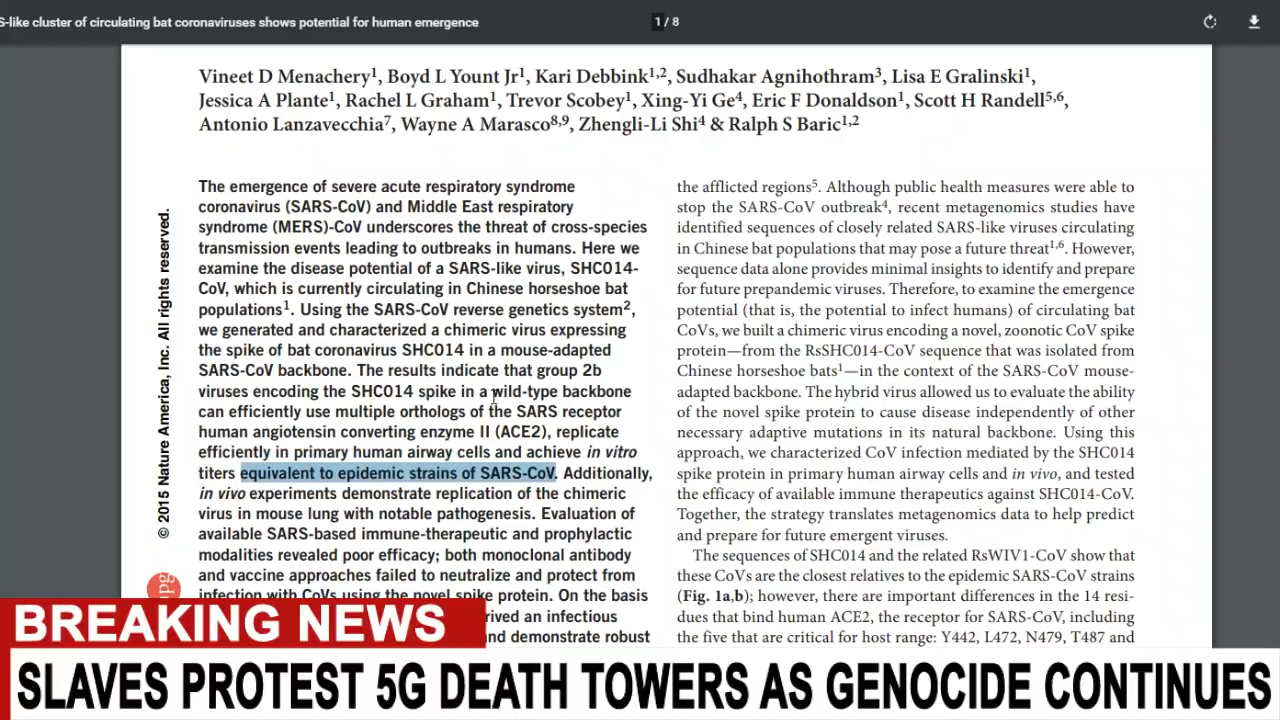 S-like cluster of circulating bat coronaviruses shows potential for human emergence
1 / 8
Vineet D Menachery1, Boyd L Yount Jr1, Kari Debbink1,2, Sudhakar Agnihothram3, Lisa E Gralinski1,
Jessica A Plante1, Rachel L Graham1, Trevor Scobey1, Xing-Yi Ge4, Eric F Donaldson1, Scott H Randell5,6,
Antonio Lanzavecchia7, Wayne A Marasco8,9, Zhengli-Li Shi4 & Ralph S Baric1,2
© 2015 Nature America, Inc. All rights reserved.
npg
The emergence of severe acute respiratory syndrome
coronavirus (SARS-CoV) and Middle East respiratory
syndrome (MERS)-CoV underscores the threat of cross-species
transmission events leading to outbreaks in humans. Here we
examine the disease potential of a SARS-like virus, SHC014-
CoV, which is currently circulating in Chinese horseshoe bat
populations1. Using the SARS-CoV reverse genetics system2,
we generated and characterized a chimeric virus expressing
the spike of bat coronavirus SHC014 in a mouse-adapted
SARS-CoV backbone. The results indicate that group 2b
viruses encoding the SHC014 spike in a wild-type backbone
can efficiently use multiple orthologs of the SARS receptor
human angiotensin converting enzyme II (ACE2), replicate
efficiently in primary human airway cells and achieve in vitro
titers equivalent to epidemic strains of SARS-CoV. Additionally,
in vivo experiments demonstrate replication of the chimeric
virus in mouse lung with notable pathogenesis. Evaluation of
available SARS-based immune-therapeutic and prophylactic
modalities revealed poor efficacy; both monoclonal antibody
and vaccine approaches failed to neutralize and protect from
infection with CoVs using the novel spike protein. On the basis
rived an infectious
nd demonstrate robust
the afflicted regions5. Although public health measures were able to
stop the SARS-CoV outbreak4, recent metagenomics studies have
identified sequences of closely related SARS-like viruses circulating
in Chinese bat populations that may pose a future threat1,6. However,
sequence data alone provides minimal insights to identify and prepare
for future prepandemic viruses. Therefore, to examine the emergence
potential (that is, the potential to infect humans) of circulating bat
CoVs, we built a chimeric virus encoding a novel, zoonotic CoV spike
protein—from the RsSHC014-CoV sequence that was isolated from
Chinese horseshoe bats1—in the context of the SARS-CoV mouse-
adapted backbone. The hybrid virus allowed us to evaluate the ability
of the novel spike protein to cause disease independently of other
necessary adaptive mutations in its natural backbone. Using this
approach, we characterized CoV infection mediated by the SHC014
spike protein in primary human airway cells and in vivo, and tested
the efficacy of available immune therapeutics against SHC014-CoV.
Together, the strategy translates metagenomics data to help predict
and prepare for future emergent viruses.
The sequences of SHC014 and the related RsWIV1-CoV show that
these CoVs are the closest relatives to the epidemic SARS-CoV strains
(Fig. 1a,b); however, there are important differences in the 14 resi-
dues that bind human ACE2, the receptor for SARS-CoV, including
the five that are critical for host range: Y442, L472, N479, T487 and
BREAKING NEWS
SLAVES PROTEST 5G DEATH TOWERS AS GENOCIDE CONTINUES